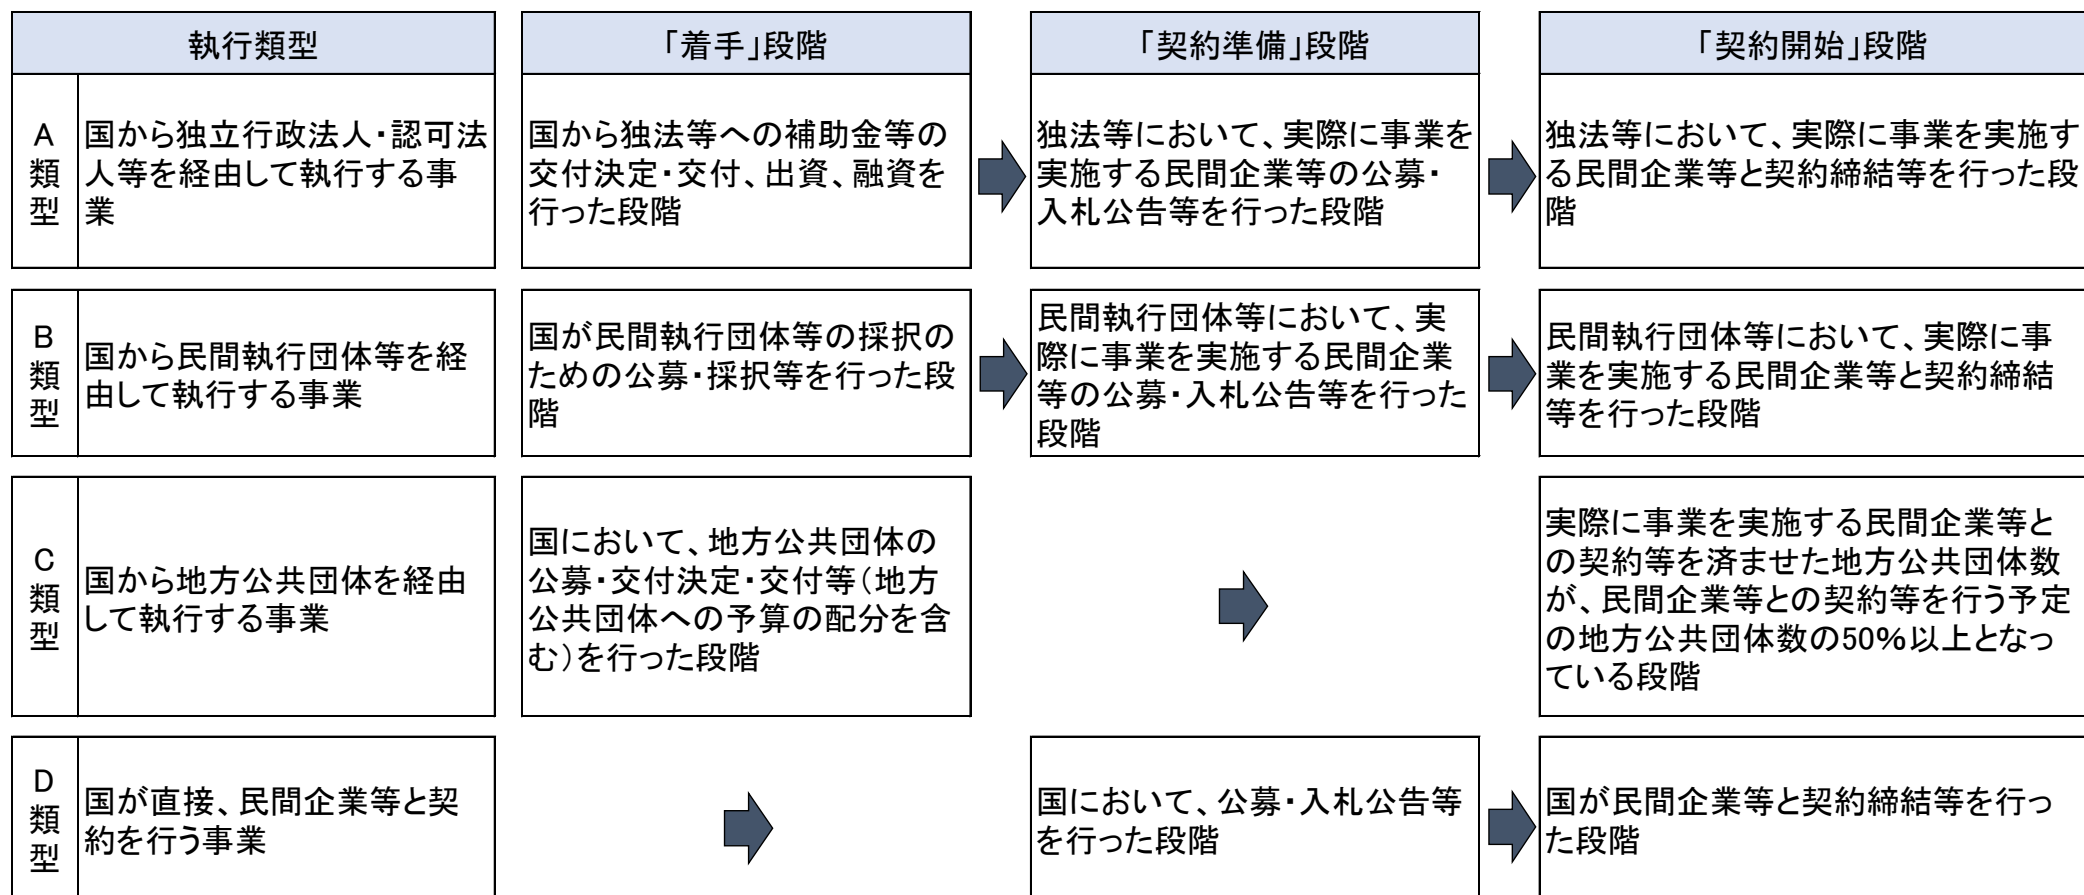 執行類型
「着手」段階
「契約準備」段階
「契約開始」段階
A
類
型
国から独立行政法人・認可法
人等を経由して執行する事
業
国から独法等への補助金等の
交付決定・交付、出資、融資を
行った段階
独法等において、実際に事業を
実施する民間企業等の公募・
入札公告等を行った段階
独法等において、実際に事業を実施す
る民間企業等と契約締結等を行った段
階
B
類
型
国から民間執行団体等を経
由して執行する事業
国が民間執行団体等の採択の
ための公募・採択等を行った段
階
民間執行団体等において、実
際に事業を実施する民間企業
等の公募・入札公告等を行った
段階
民間執行団体等において、実際に事
業を実施する民間企業等と契約締結
等を行った段階
C
類
型
国から地方公共団体を経由
して執行する事業
国において、地方公共団体の
公募・交付決定・交付等（地方
公共団体への予算の配分を含
む）を行った段階
実際に事業を実施する民間企業等と
の契約等を済ませた地方公共団体数
が、民間企業等との契約等を行う予定
の地方公共団体数の50％以上となっ
ている段階
D
類
型
国が直接、民間企業等と契
約を行う事業
国において、公募・入札公告等
を行った段階
国が民間企業等と契約締結等を行っ
た段階